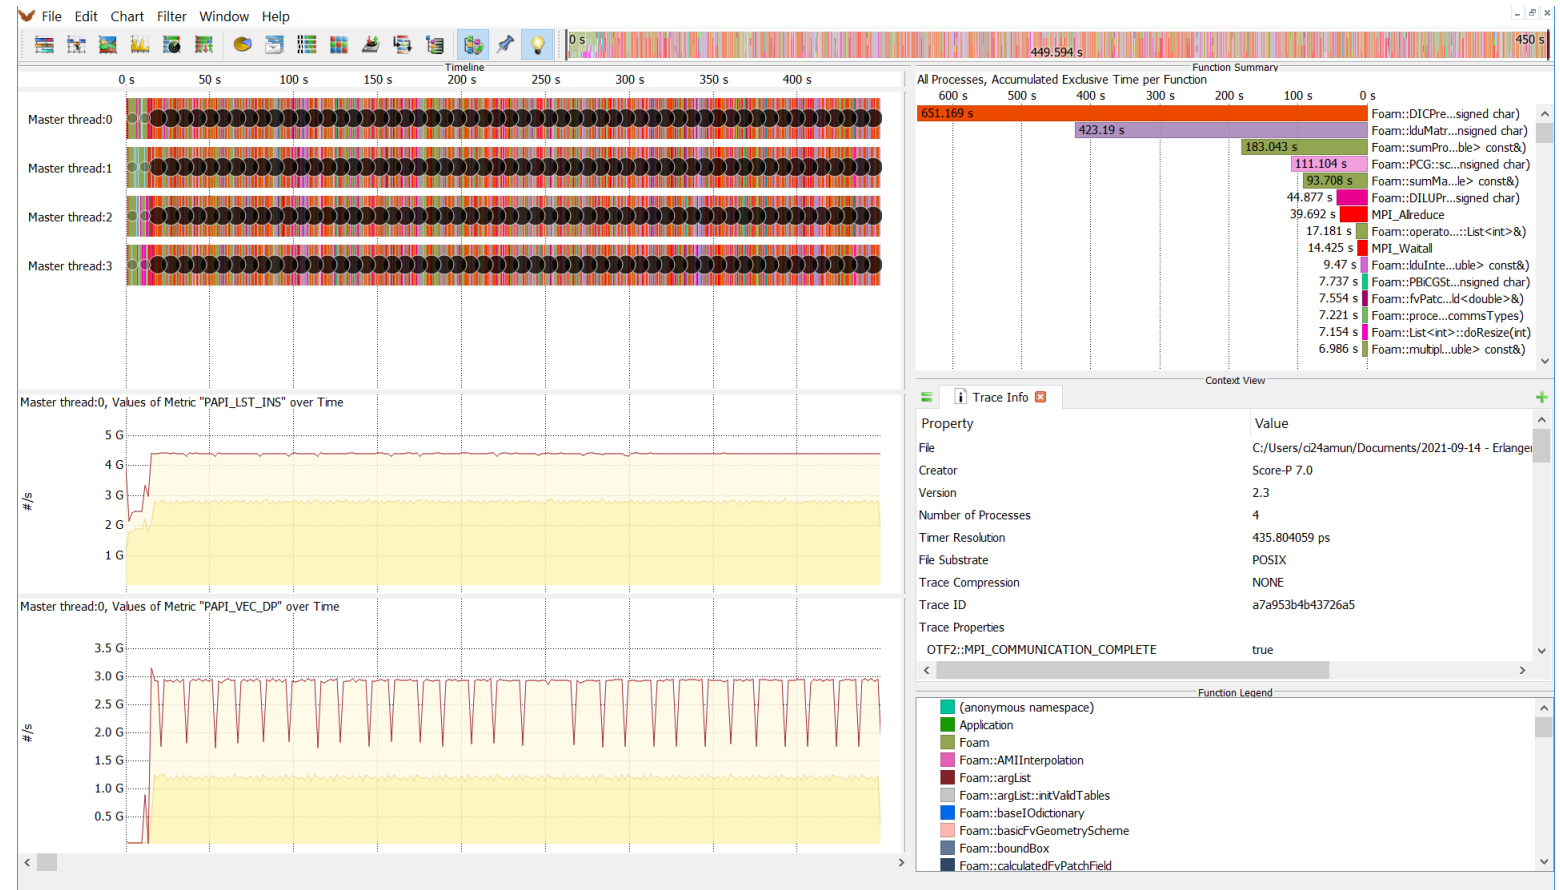 File Edit Chart Filter Window Help
0 s
449.594 s
450 s
Timeline
0 s 50 s 100 s 150 s 200 s 250 s 300 s 350 s 400 s
Master thread:0
Master thread:1
Master thread:2
Master thread:3
Master thread:0, Values of Metric "PAPI_LST_INS" over Time
5 G
4 G
3 G
2 G
1 G
#/s
Master thread:0, Values of Metric "PAPI_VEC_DP" over Time
3.5 G
3.0 G
2.5 G
2.0 G
1.5 G
1.0 G
0.5 G
#/s
Function Summary
All Processes, Accumulated Exclusive Time per Function
600 s 500 s 400 s 300 s 200 s 100 s 0 s
651.169 s Foam::DICPre...signed char)
423.19 s Foam::lduMatr...nsigned char)
183.043 s Foam::sumPro...ble> const&)
111.104 s Foam::PCG::sc...nsigned char)
93.708 s Foam::sumMa...le> const&)
44.877 s Foam::DILUPr...signed char)
39.692 s MPI_Allreduce
17.181 s Foam::operato...::List<int>&)
14.425 s MPI_Waitall
9.47 s Foam::lduInte...uble> const&)
7.737 s Foam::PBiCGSt...nsigned char)
7.554 s Foam::fvPatc...ld<double>&)
7.221 s Foam::proce...commsTypes)
7.154 s Foam::List<int>::doResize(int)
6.986 s Foam::multipl...uble> const&)
Context View
Trace Info
Property Value
File C:/Users/ci24amun/Documents/2021-09-14 - Erlangen
Creator Score-P 7.0
Version 2.3
Number of Processes 4
Timer Resolution 435.804059 ps
File Substrate POSIX
Trace Compression NONE
Trace ID a7a953b4b43726a5
Trace Properties
OTF2::MPI_COMMUNICATION_COMPLETE true
Function Legend
(anonymous namespace)
Application
Foam
Foam::AMIInterpolation
Foam::argList
Foam::argList::initValidTables
Foam::baseIOdictionary
Foam::basicFvGeometryScheme
Foam::boundBox
Foam::calculatedFvPatchField